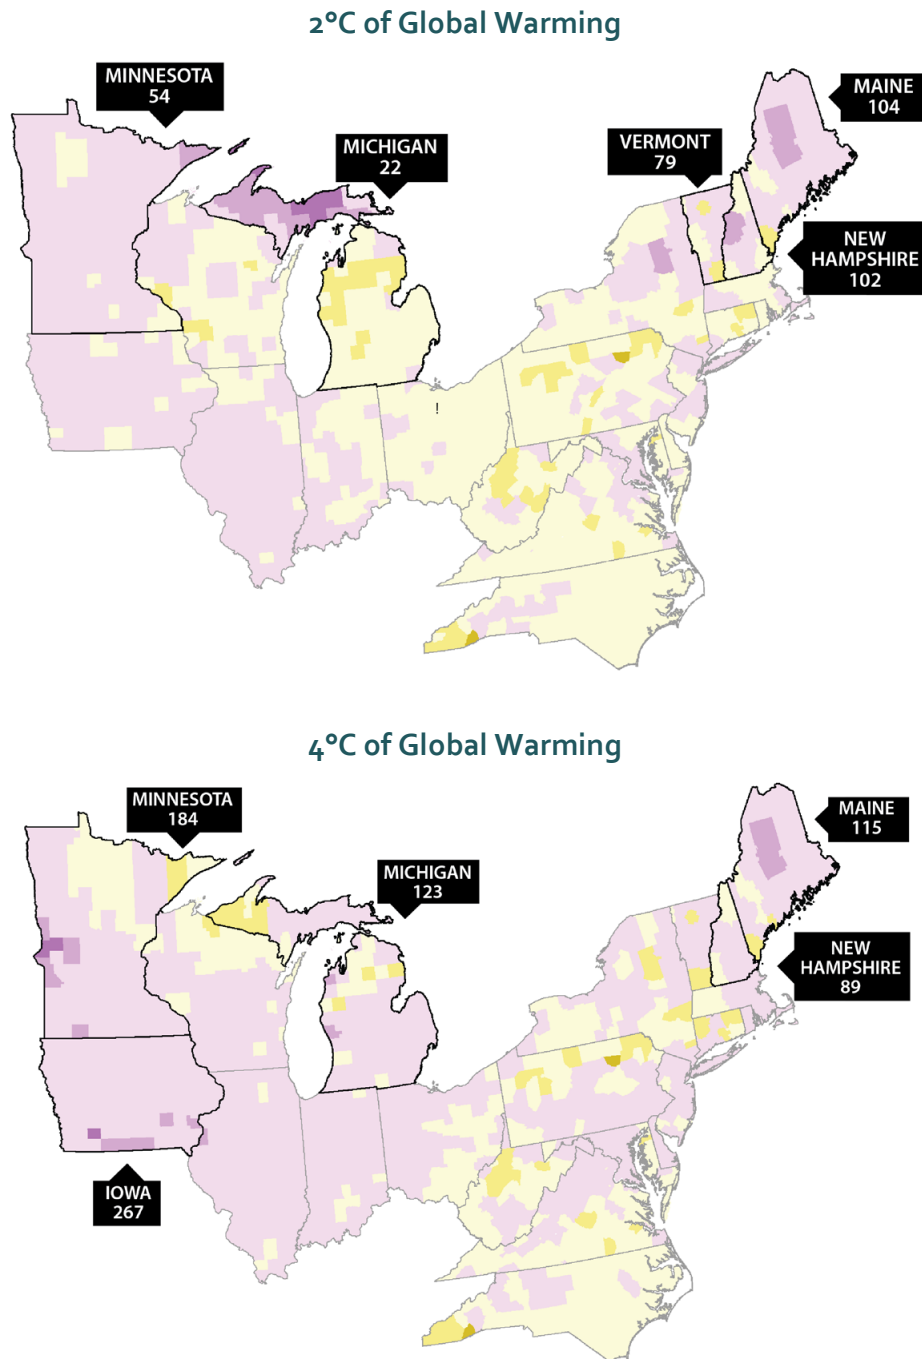 2°C of Global Warming
MINNESOTA
54
MICHIGAN
22
VERMONT
79
MAINE
104
NEW
HAMPSHIRE
102
!
4°C of Global Warming
MINNESOTA
184
MICHIGAN
123
MAINE
115
NEW
HAMPSHIRE
89
IOWA
267